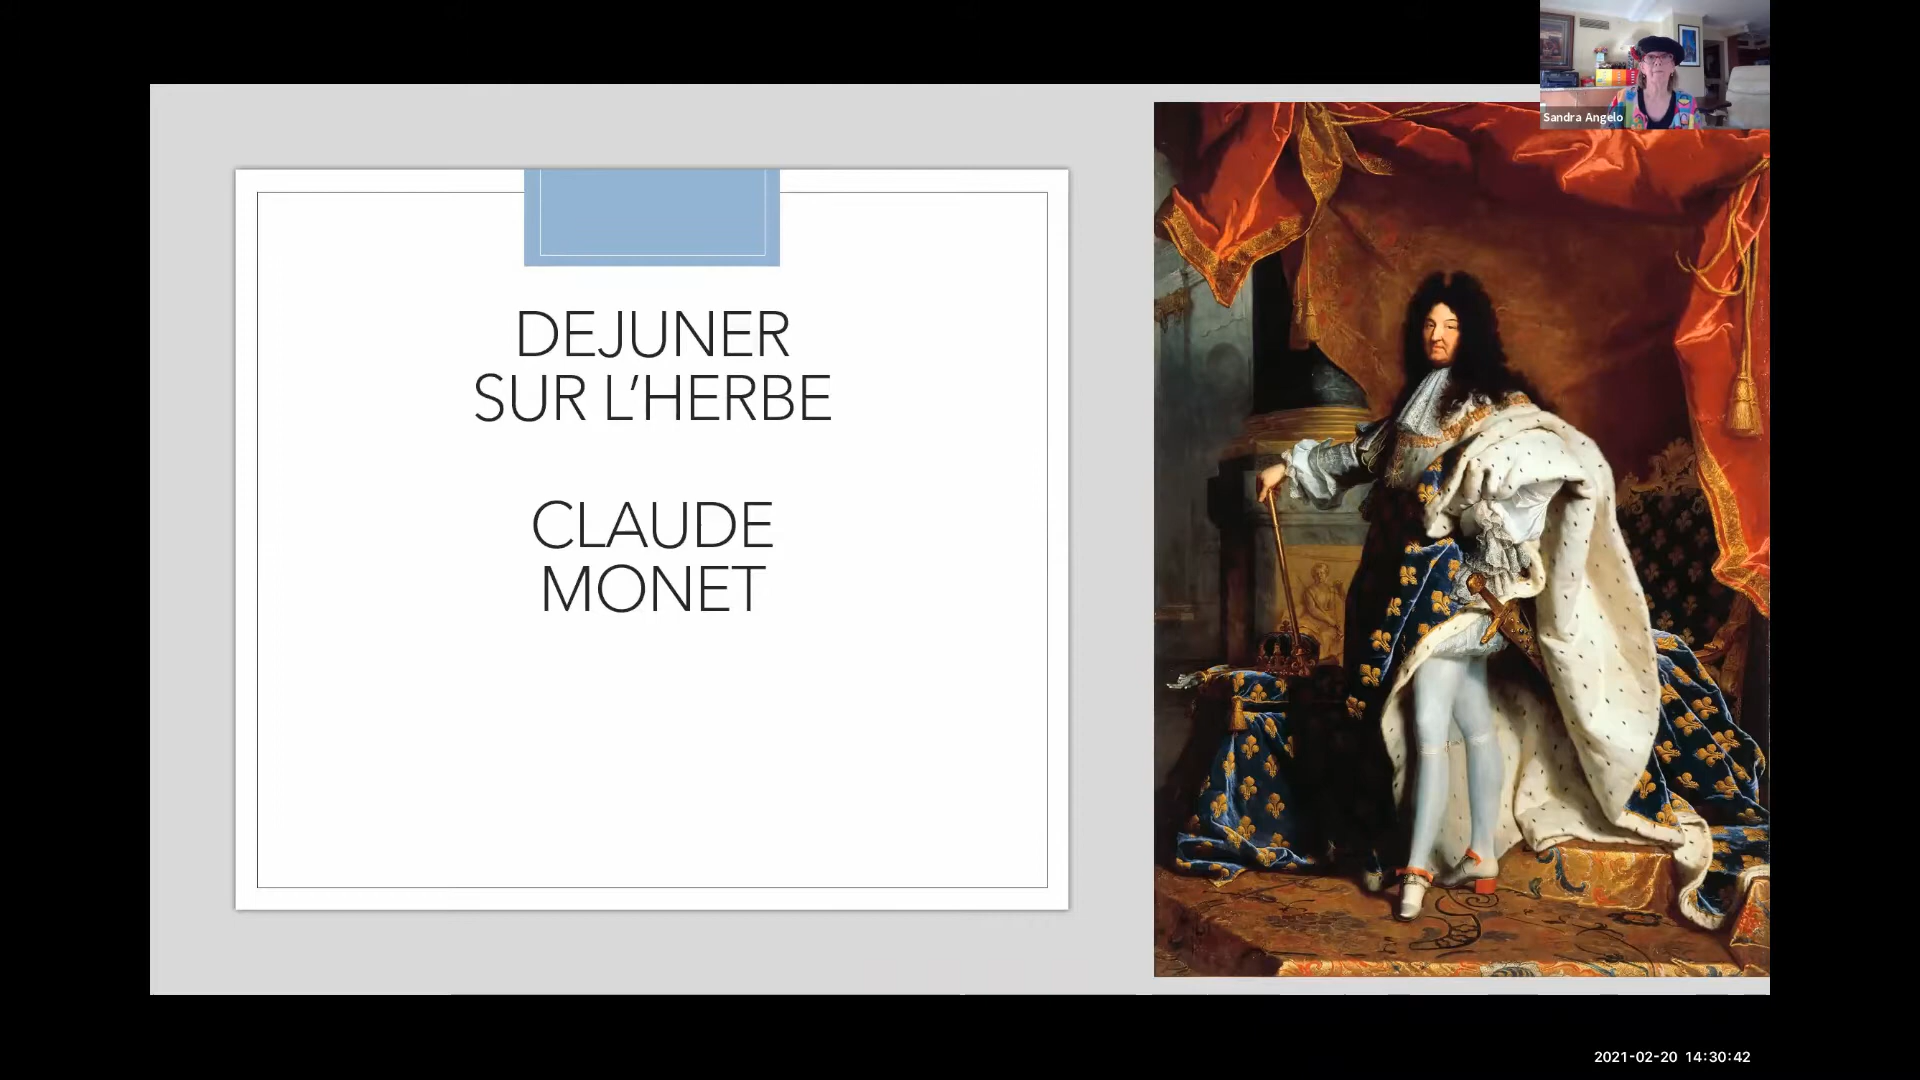 Sandra Angelo
DEJUNER
SUR L’HERBE
CLAUDE
MONET
2021-02-20 14:30:42